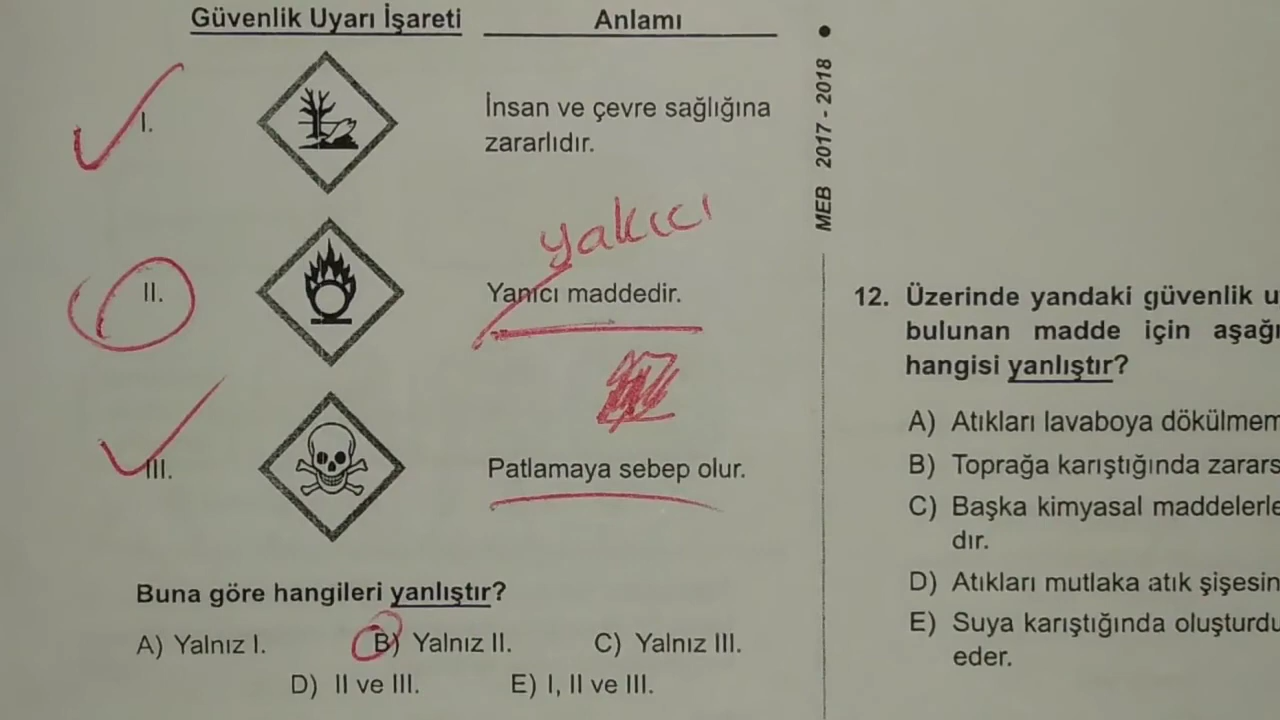 Güvenlik Uyarı İşareti Anlamı
I. İnsan ve çevre sağlığına
zararlıdır.
yakıcı
II. Yanıcı maddedir.
III. Patlamaya sebep olur.
Buna göre hangileri yanlıştır?
A) Yalnız I. B) Yalnız II. C) Yalnız III.
D) II ve III. E) I, II ve III.
MEB 2017 - 2018
12. Üzerinde yandaki güvenlik u
bulunan madde için aşağı
hangisi yanlıştır?
A) Atıkları lavaboya dökülmem
B) Toprağa karıştığında zarars
C) Başka kimyasal maddelerle
dır.
D) Atıkları mutlaka atık şişesin
E) Suya karıştığında oluşturdu
eder.